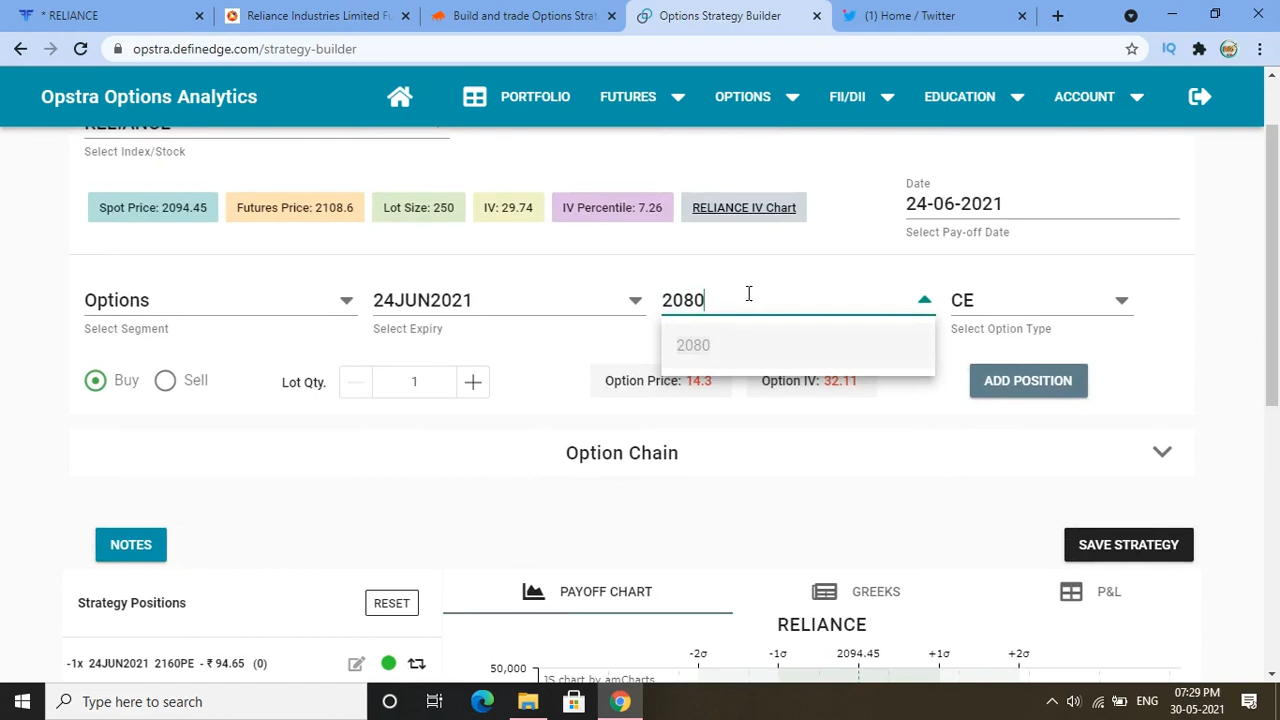 * RELIANCE
Reliance Industries Limited Fu
Build and trade Options Strat
Options Strategy Builder
(1) Home / Twitter
opstra.definedge.com/strategy-builder
IQ
Opstra Options Analytics
PORTFOLIO
FUTURES
OPTIONS
FII/DII
EDUCATION
ACCOUNT
RELIANCE
Select Index/Stock
Spot Price: 2094.45
Futures Price: 2108.6
Lot Size: 250
IV: 29.74
IV Percentile: 7.26
RELIANCE IV Chart
Date
24-06-2021
Select Pay-off Date
Options
24JUN2021
2080
CE
Select Segment
Select Expiry
2080
Select Option Type
Buy
Sell
Lot Qty.
1
Option Price: 14.3
Option IV: 32.11
ADD POSITION
Option Chain
NOTES
SAVE STRATEGY
Strategy Positions
RESET
PAYOFF CHART
GREEKS
P&L
RELIANCE
-1x 24JUN2021 2160PE - ₹ 94.65 (0)
-2σ
-1σ
2094.45
+1σ
+2σ
50,000
JS chart by amCharts
Type here to search
ENG
07:29 PM
30-05-2021